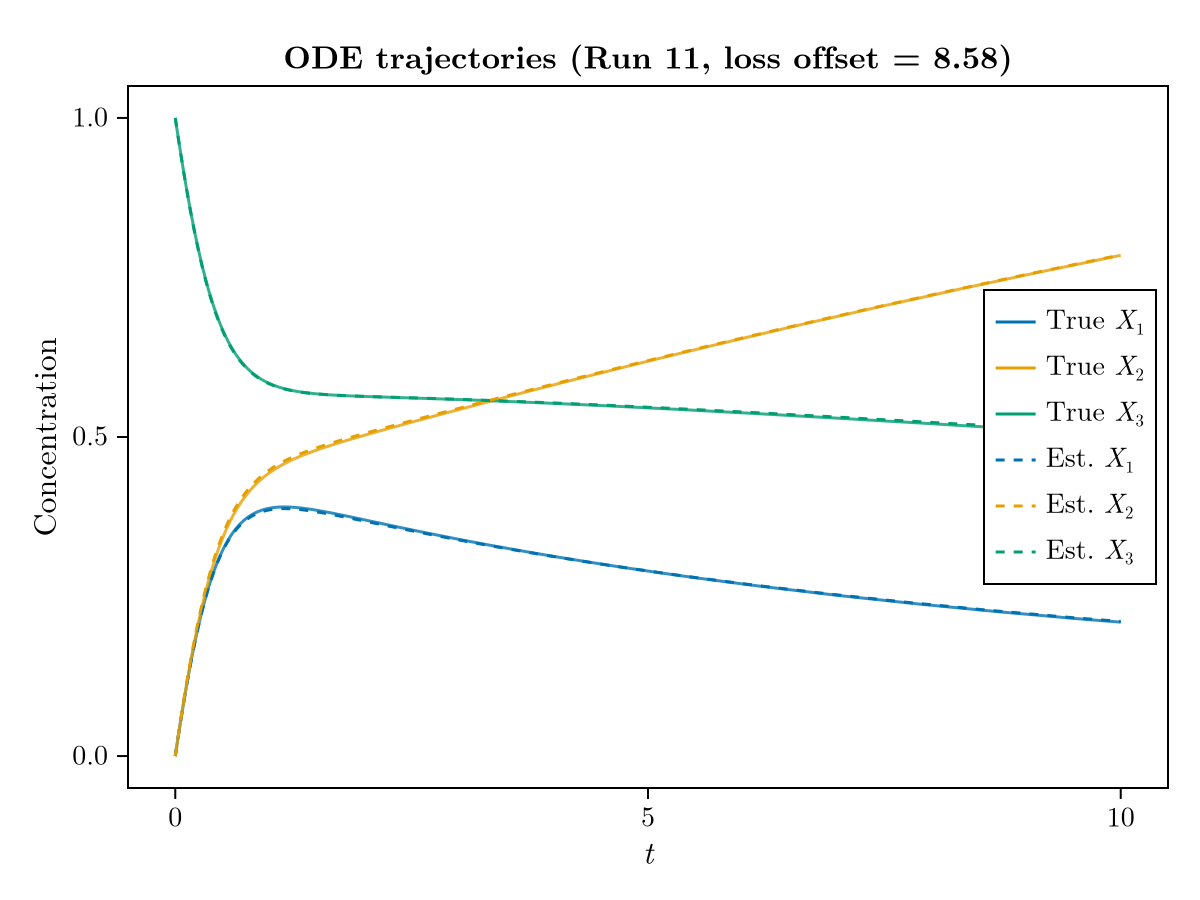 ODE trajectories (Run 11, loss offset = 8.58)
Concentration
1.0
0.5
0.0
0
5
10
t
True X₁
True X₂
True X₃
Est. X₁
Est. X₂
Est. X₃